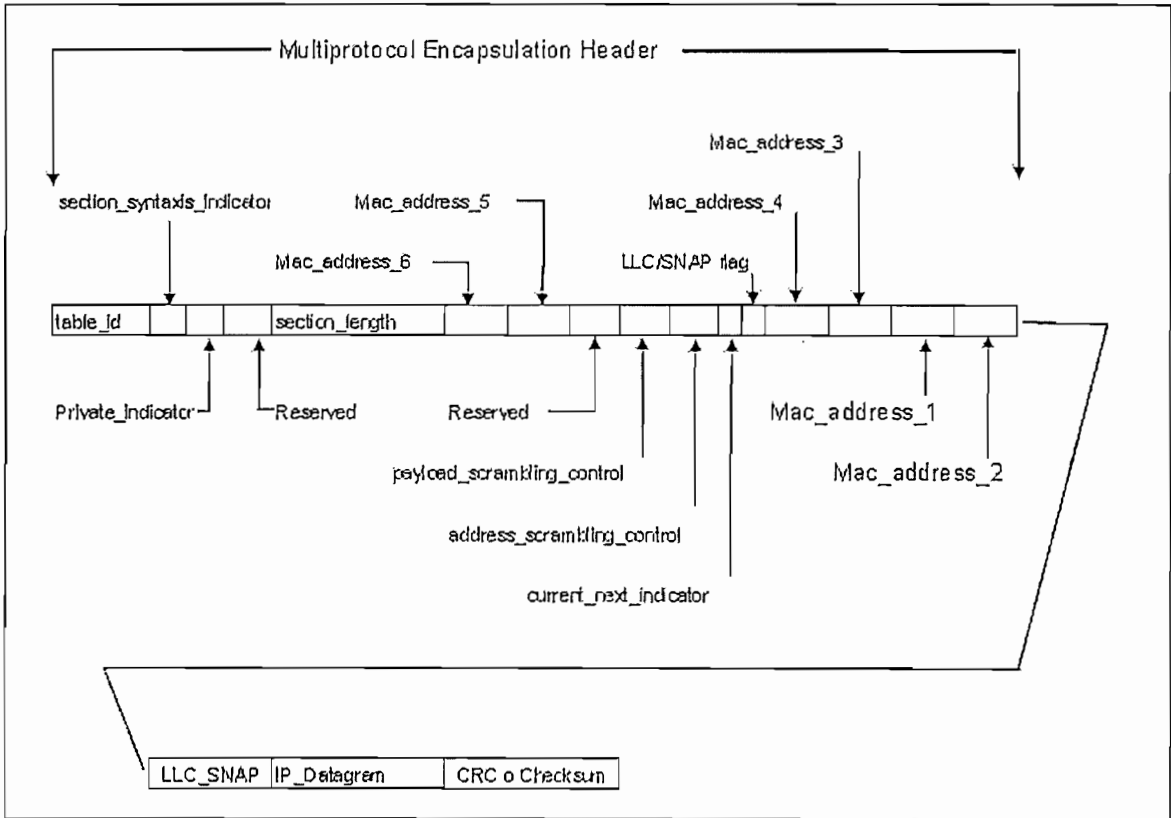 Multiprotocol Encapsulation Header
Mac_address_3
section_syntaxis_indicator
Mac_address_5
Mac_address_4
Mac_address_6
LLC/SNAP flag
table_id
section_length
Private_indicator
Reserved
Reserved
Mac_address_1
payload_scrambling_control
Mac_address_2
address_scrambling_control
current_next_indicator
LLC_SNAP
IP_Datagram
CRC o Checksum